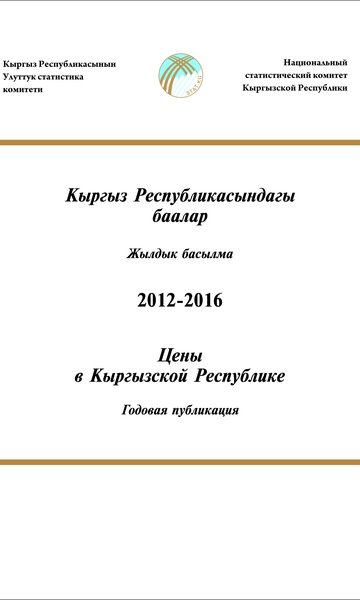 Кыргыз Республикасынын
Улуттук статистика
комитети
Национальный
статистический комитет
Кыргызской Республики
Кыргыз Республикасындагы
баалар
Жылдык басылма
2012-2016
Цены
в Кыргызской Республике
Годовая публикация